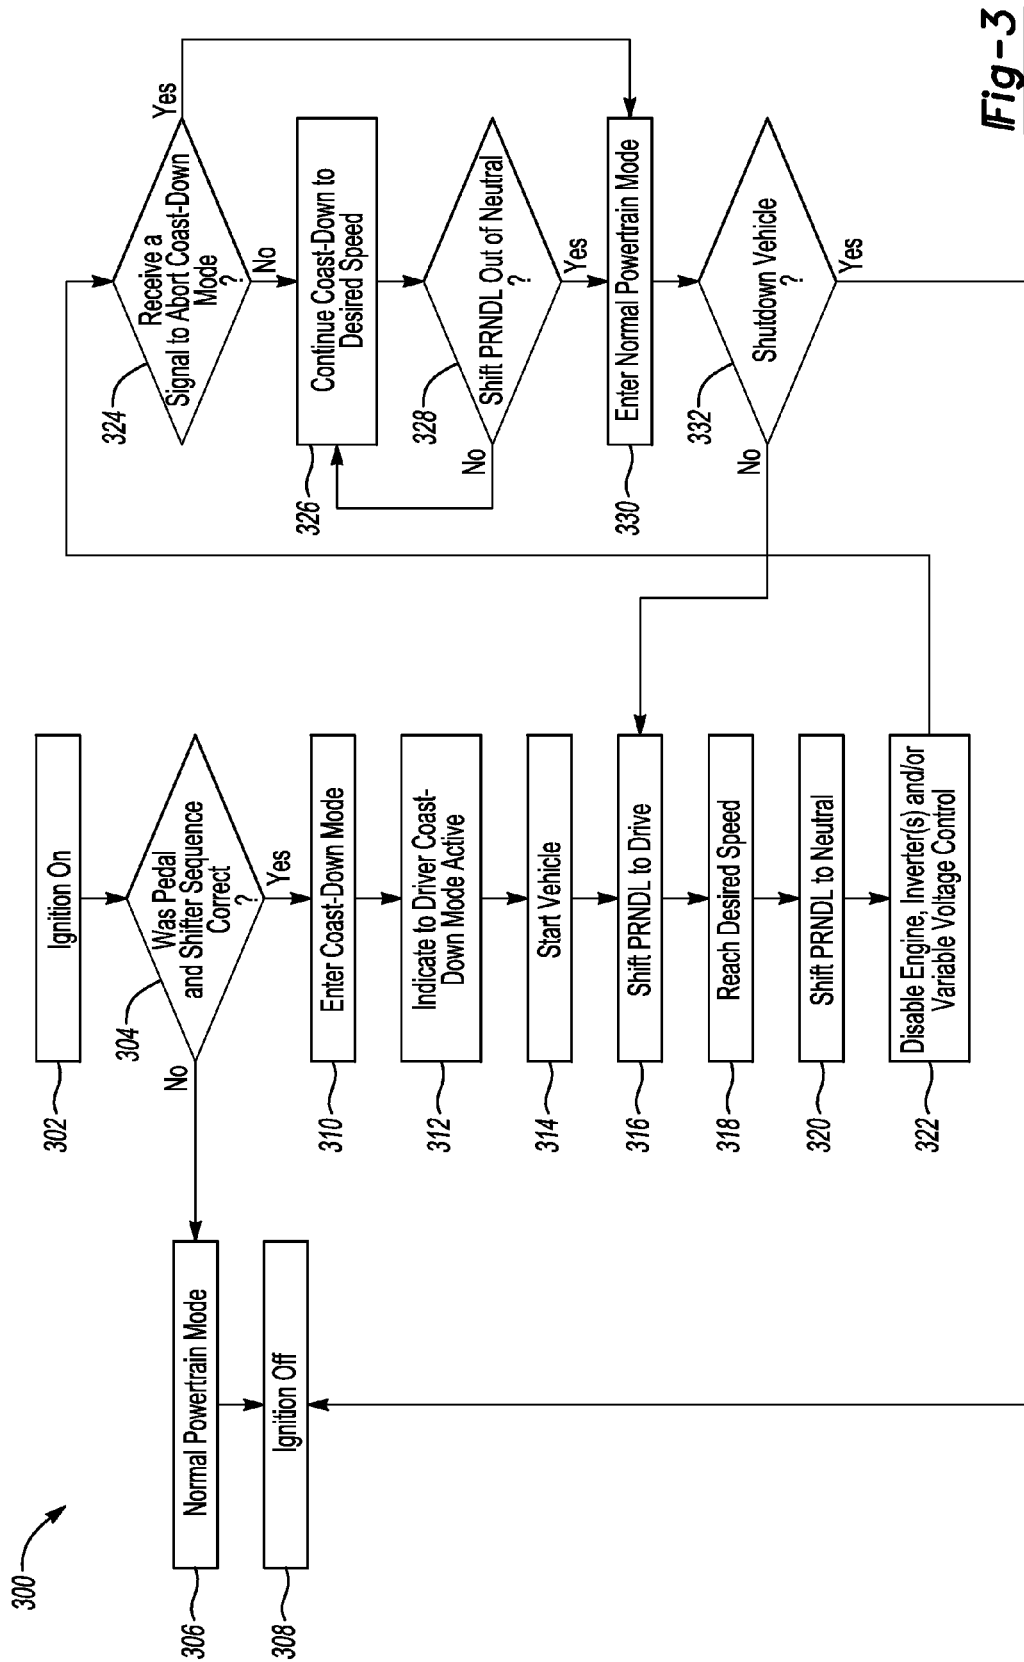 300
302
Ignition On
304
Was Pedal
and Shifter Sequence
Correct
?
No
Yes
306
Normal Powertrain Mode
308
Ignition Off
310
Enter Coast-Down Mode
312
Indicate to Driver Coast-
Down Mode Active
314
Start Vehicle
316
Shift PRNDL to Drive
318
Reach Desired Speed
320
Shift PRNDL to Neutral
322
Disable Engine, Inverter(s) and/or
Variable Voltage Control
324
Receive a
Signal to Abort Coast-Down
Mode
?
Yes
No
326
Continue Coast-Down to
Desired Speed
328
Shift PRNDL Out of Neutral
?
No
Yes
330
Enter Normal Powertrain Mode
332
Shutdown Vehicle
?
No
Yes
Fig-3